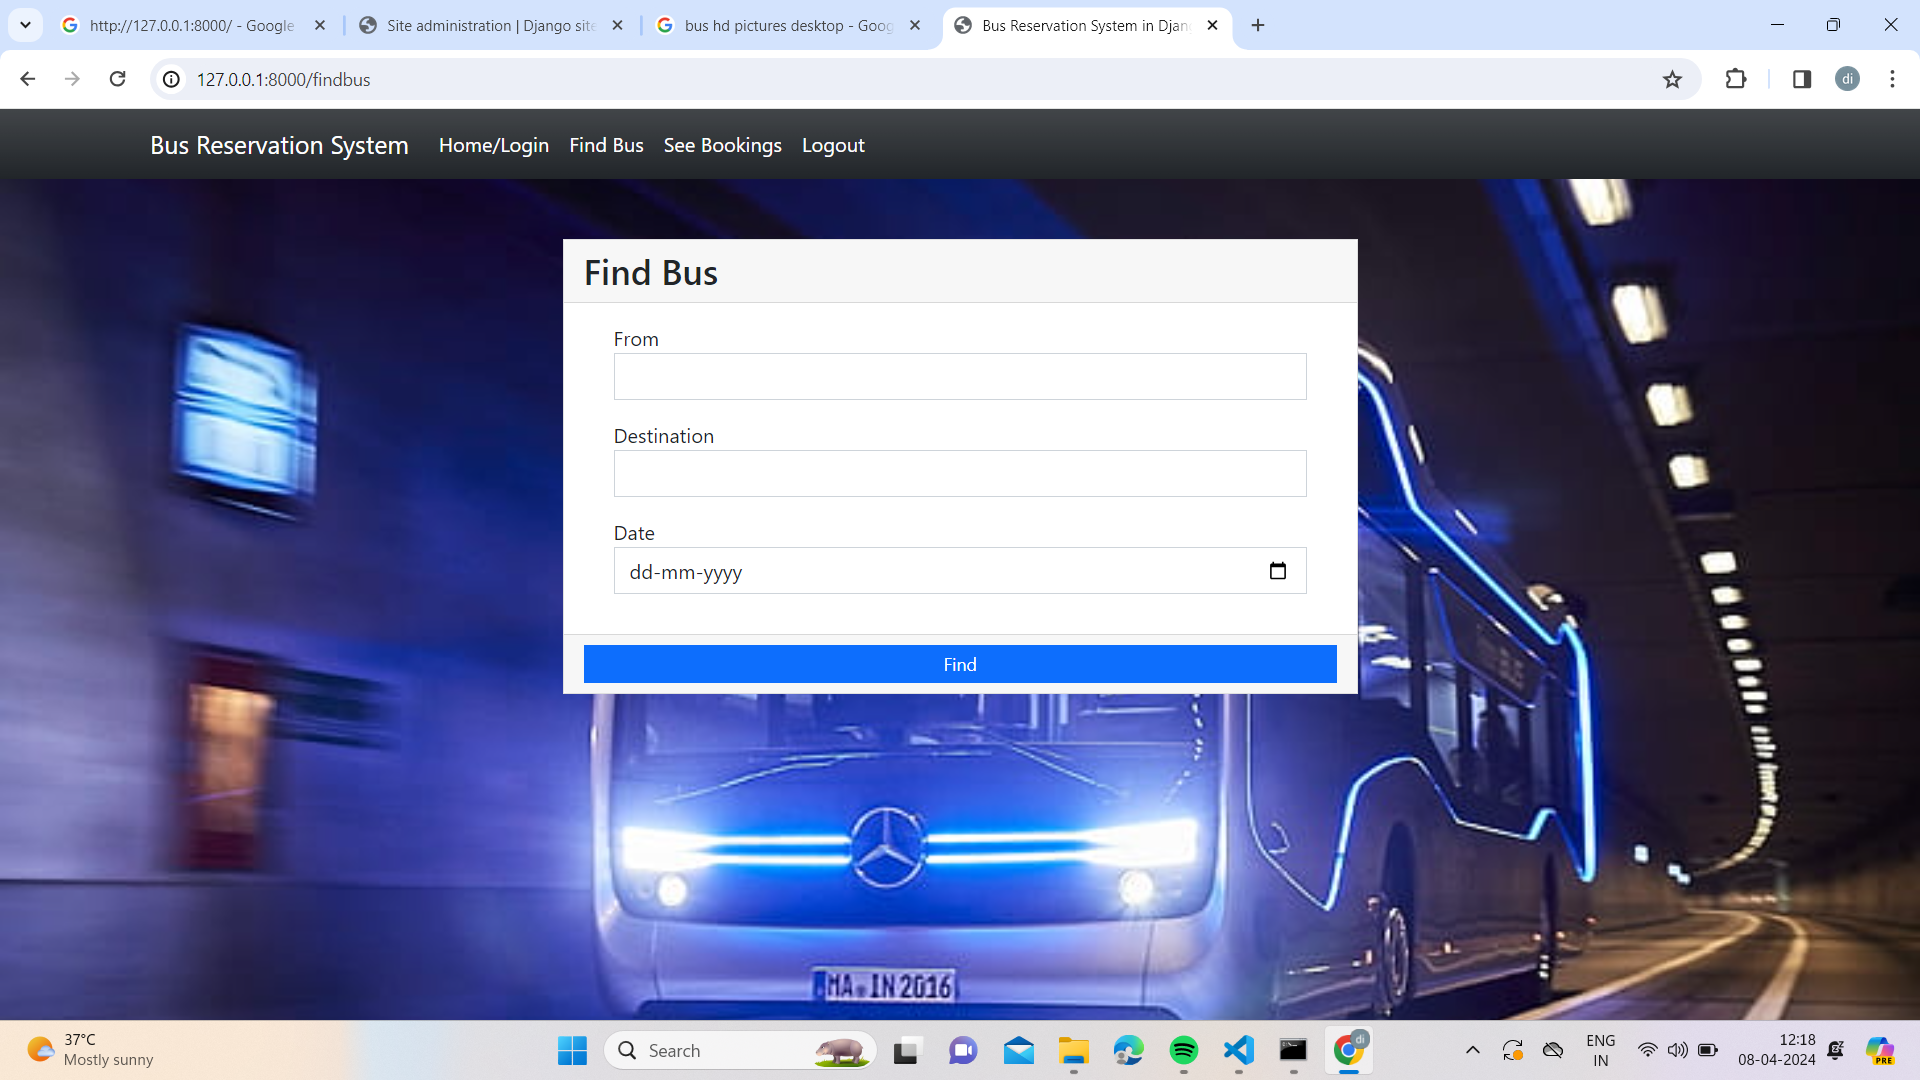 http://127.0.0.1:8000/ - Google
Site administration | Django site
bus hd pictures desktop - Goog
Bus Reservation System in Djan
127.0.0.1:8000/findbus
di
Bus Reservation System
Home/Login
Find Bus
See Bookings
Logout
Find Bus
From
Destination
Date
dd-mm-yyyy
Find
BUS
MA IN 2016
37°C
Mostly sunny
Search
di
ENG
IN
12:18
08-04-2024
PRE